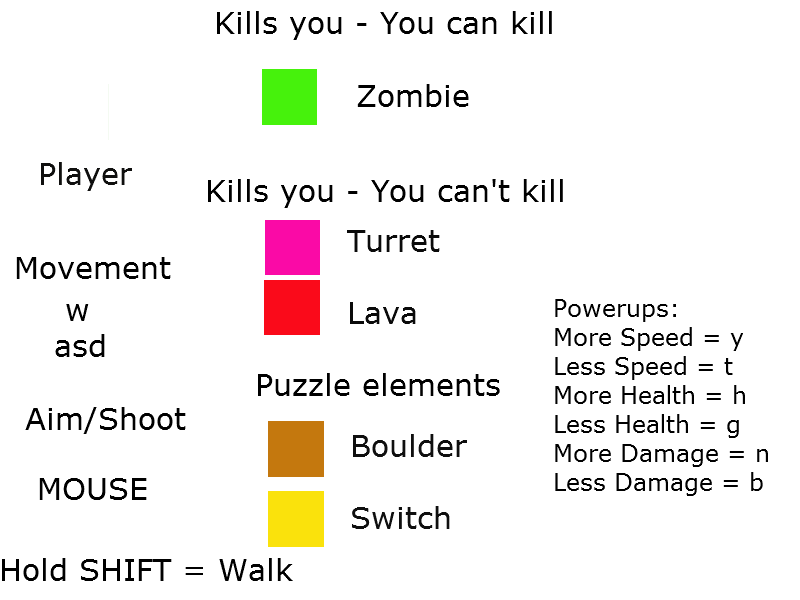 Kills you - You can kill
Zombie
Player
Kills you - You can't kill
Turret
Movement
w
asd
Lava
Powerups:
More Speed = y
Less Speed = t
More Health = h
Less Health = g
More Damage = n
Less Damage = b
Puzzle elements
Aim/Shoot
Boulder
MOUSE
Switch
Hold SHIFT = Walk